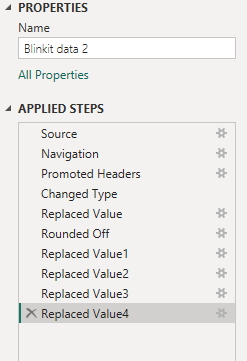 PROPERTIES
Name
Blinkit data 2
All Properties
APPLIED STEPS
Source
Navigation
Promoted Headers
Changed Type
Replaced Value
Rounded Off
Replaced Value1
Replaced Value2
Replaced Value3
Replaced Value4